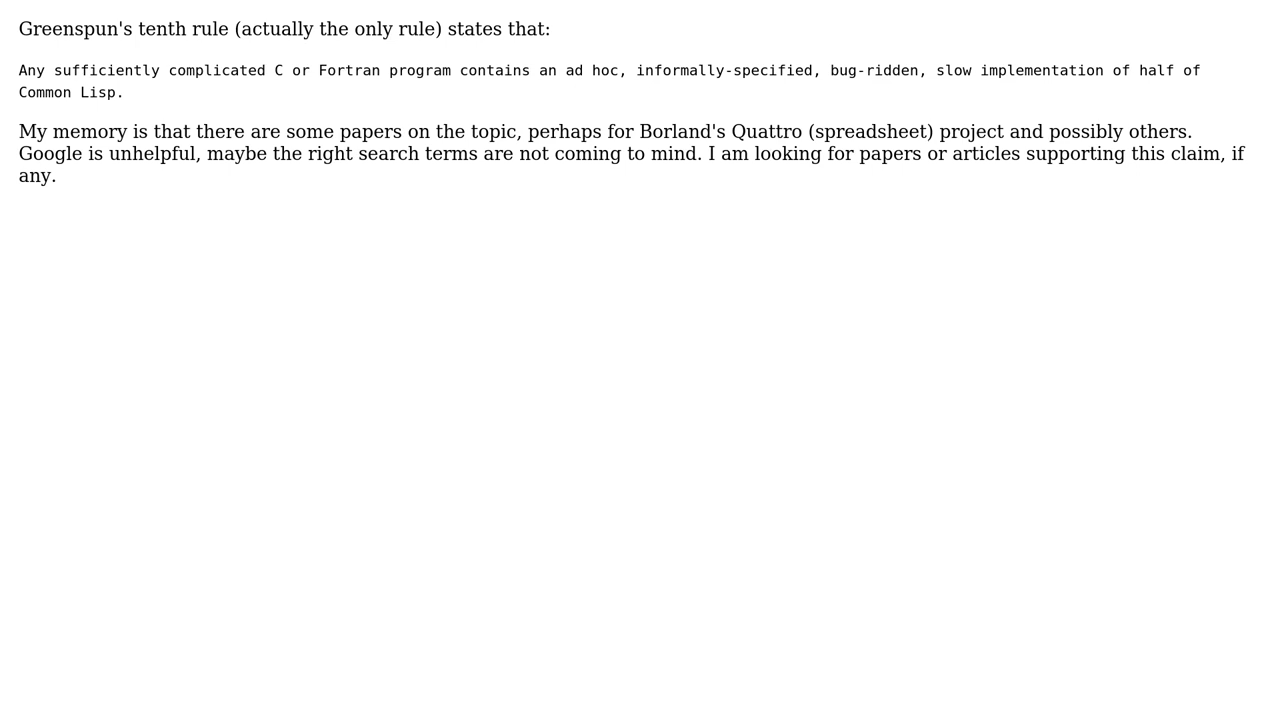 Greenspun's tenth rule (actually the only rule) states that:
Any sufficiently complicated C or Fortran program contains an ad hoc, informally-specified, bug-ridden, slow implementation of half of
Common Lisp.
My memory is that there are some papers on the topic, perhaps for Borland's Quattro (spreadsheet) project and possibly others.
Google is unhelpful, maybe the right search terms are not coming to mind. I am looking for papers or articles supporting this claim, if
any.